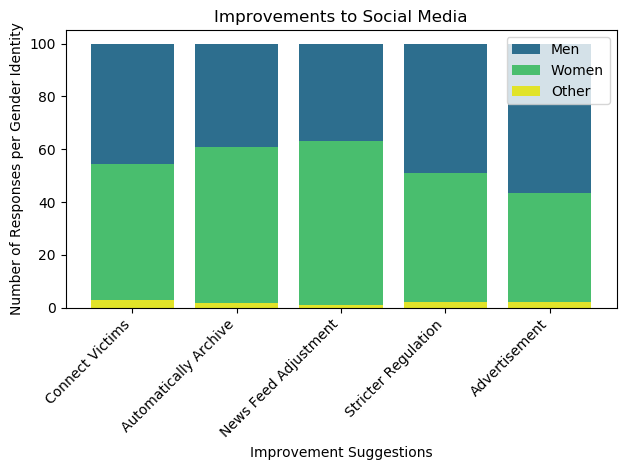 Improvements to Social Media
Number of Responses per Gender Identity
100
80
60
40
20
0
Men
Women
Other
Connect Victims
Automatically Archive
News Feed Adjustment
Stricter Regulation
Advertisement
Improvement Suggestions